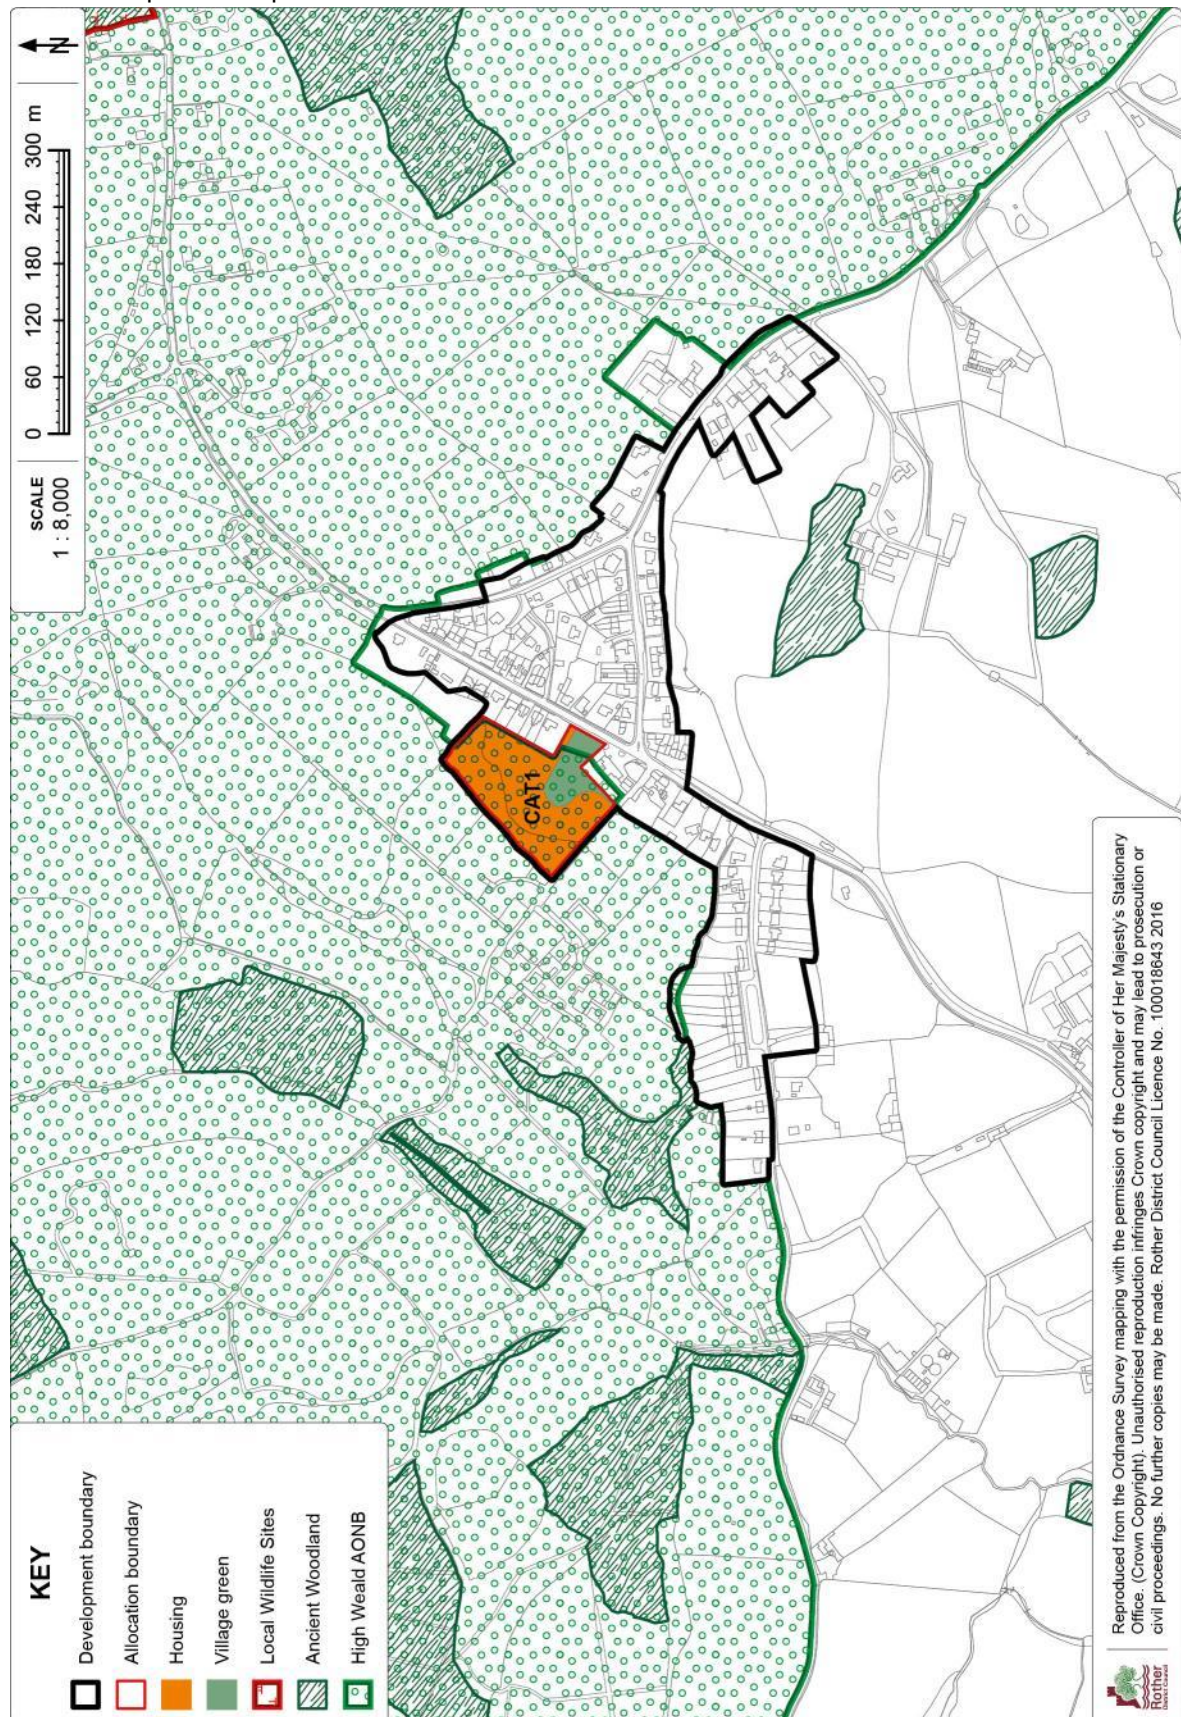 N
SCALE
1 : 8,000
0 60 120 180 240 300 m
CAT1
KEY
Development boundary
Allocation boundary
Housing
Village green
Local Wildlife Sites
Ancient Woodland
High Weald AONB
Rother
District Council
Reproduced from the Ordnance Survey mapping with the permission of the Controller of Her Majesty's Stationary
Office. (Crown Copyright). Unauthorised reproduction infringes Crown copyright and may lead to prosecution or
civil proceedings. No further copies may be made. Rother District Council Licence No. 100018643 2016